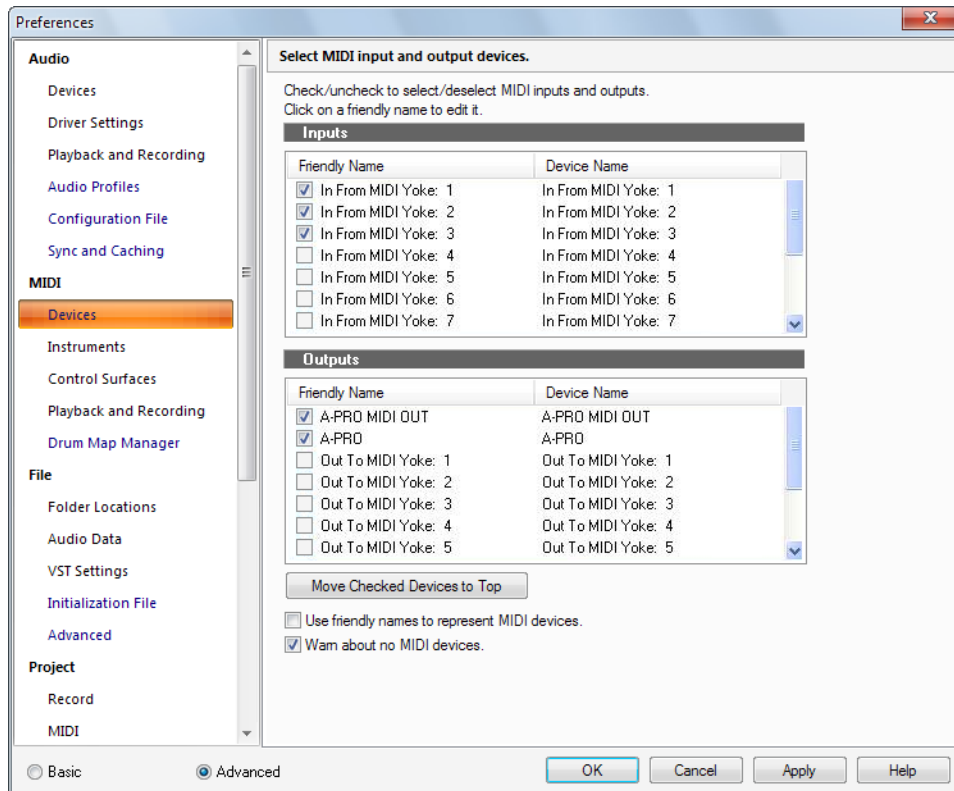 Preferences
Audio
Devices
Driver Settings
Playback and Recording
Audio Profiles
Configuration File
Sync and Caching
MIDI
Devices
Instruments
Control Surfaces
Playback and Recording
Drum Map Manager
File
Folder Locations
Audio Data
VST Settings
Initialization File
Advanced
Project
Record
MIDI
Select MIDI input and output devices.
Check/uncheck to select/deselect MIDI inputs and outputs.
Click on a friendly name to edit it.
Inputs
Friendly Name Device Name
In From MIDI Yoke: 1 In From MIDI Yoke: 1
In From MIDI Yoke: 2 In From MIDI Yoke: 2
In From MIDI Yoke: 3 In From MIDI Yoke: 3
In From MIDI Yoke: 4 In From MIDI Yoke: 4
In From MIDI Yoke: 5 In From MIDI Yoke: 5
In From MIDI Yoke: 6 In From MIDI Yoke: 6
In From MIDI Yoke: 7 In From MIDI Yoke: 7
Outputs
Friendly Name Device Name
A-PRO MIDI OUT A-PRO MIDI OUT
A-PRO A-PRO
Out To MIDI Yoke: 1 Out To MIDI Yoke: 1
Out To MIDI Yoke: 2 Out To MIDI Yoke: 2
Out To MIDI Yoke: 3 Out To MIDI Yoke: 3
Out To MIDI Yoke: 4 Out To MIDI Yoke: 4
Out To MIDI Yoke: 5 Out To MIDI Yoke: 5
Move Checked Devices to Top
Use friendly names to represent MIDI devices.
Warn about no MIDI devices.
Basic Advanced OK Cancel Apply Help